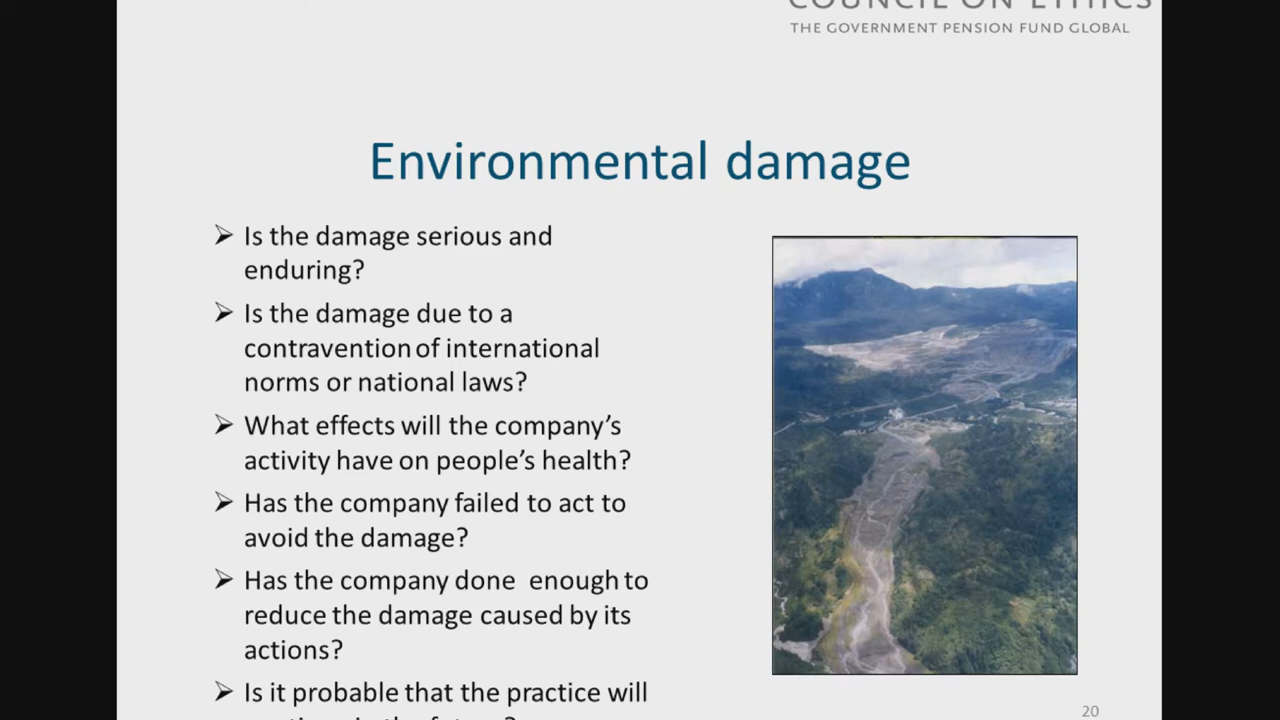 COUNCIL ON ETHICS
THE GOVERNMENT PENSION FUND GLOBAL
Environmental damage
Is the damage serious and
enduring?
Is the damage due to a
contravention of international
norms or national laws?
What effects will the company’s
activity have on people’s health?
Has the company failed to act to
avoid the damage?
Has the company done enough to
reduce the damage caused by its
actions?
Is it probable that the practice will
20